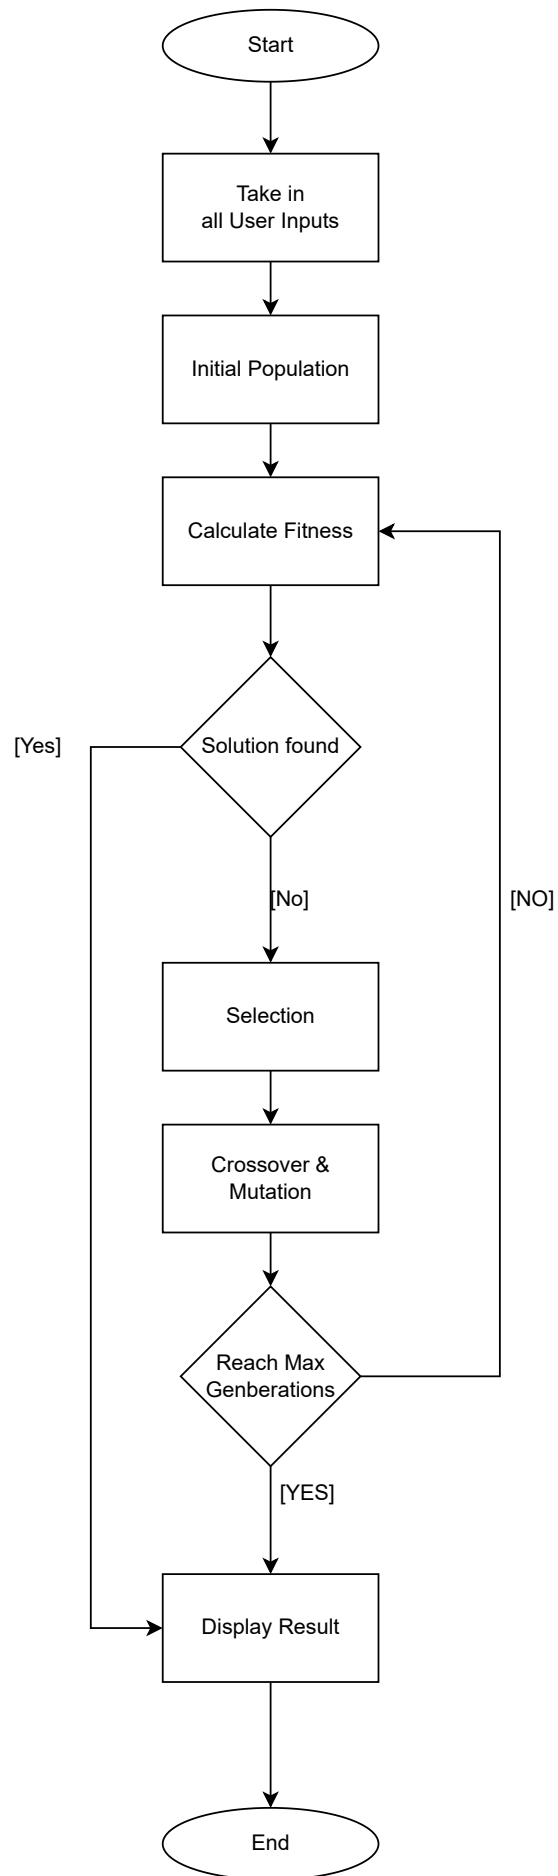 Start
Take in
all User Inputs
Initial Population
Calculate Fitness
[Yes]
Solution found
[No]
[NO]
Selection
Crossover &
Mutation
Reach Max
Genberations
[YES]
Display Result
End